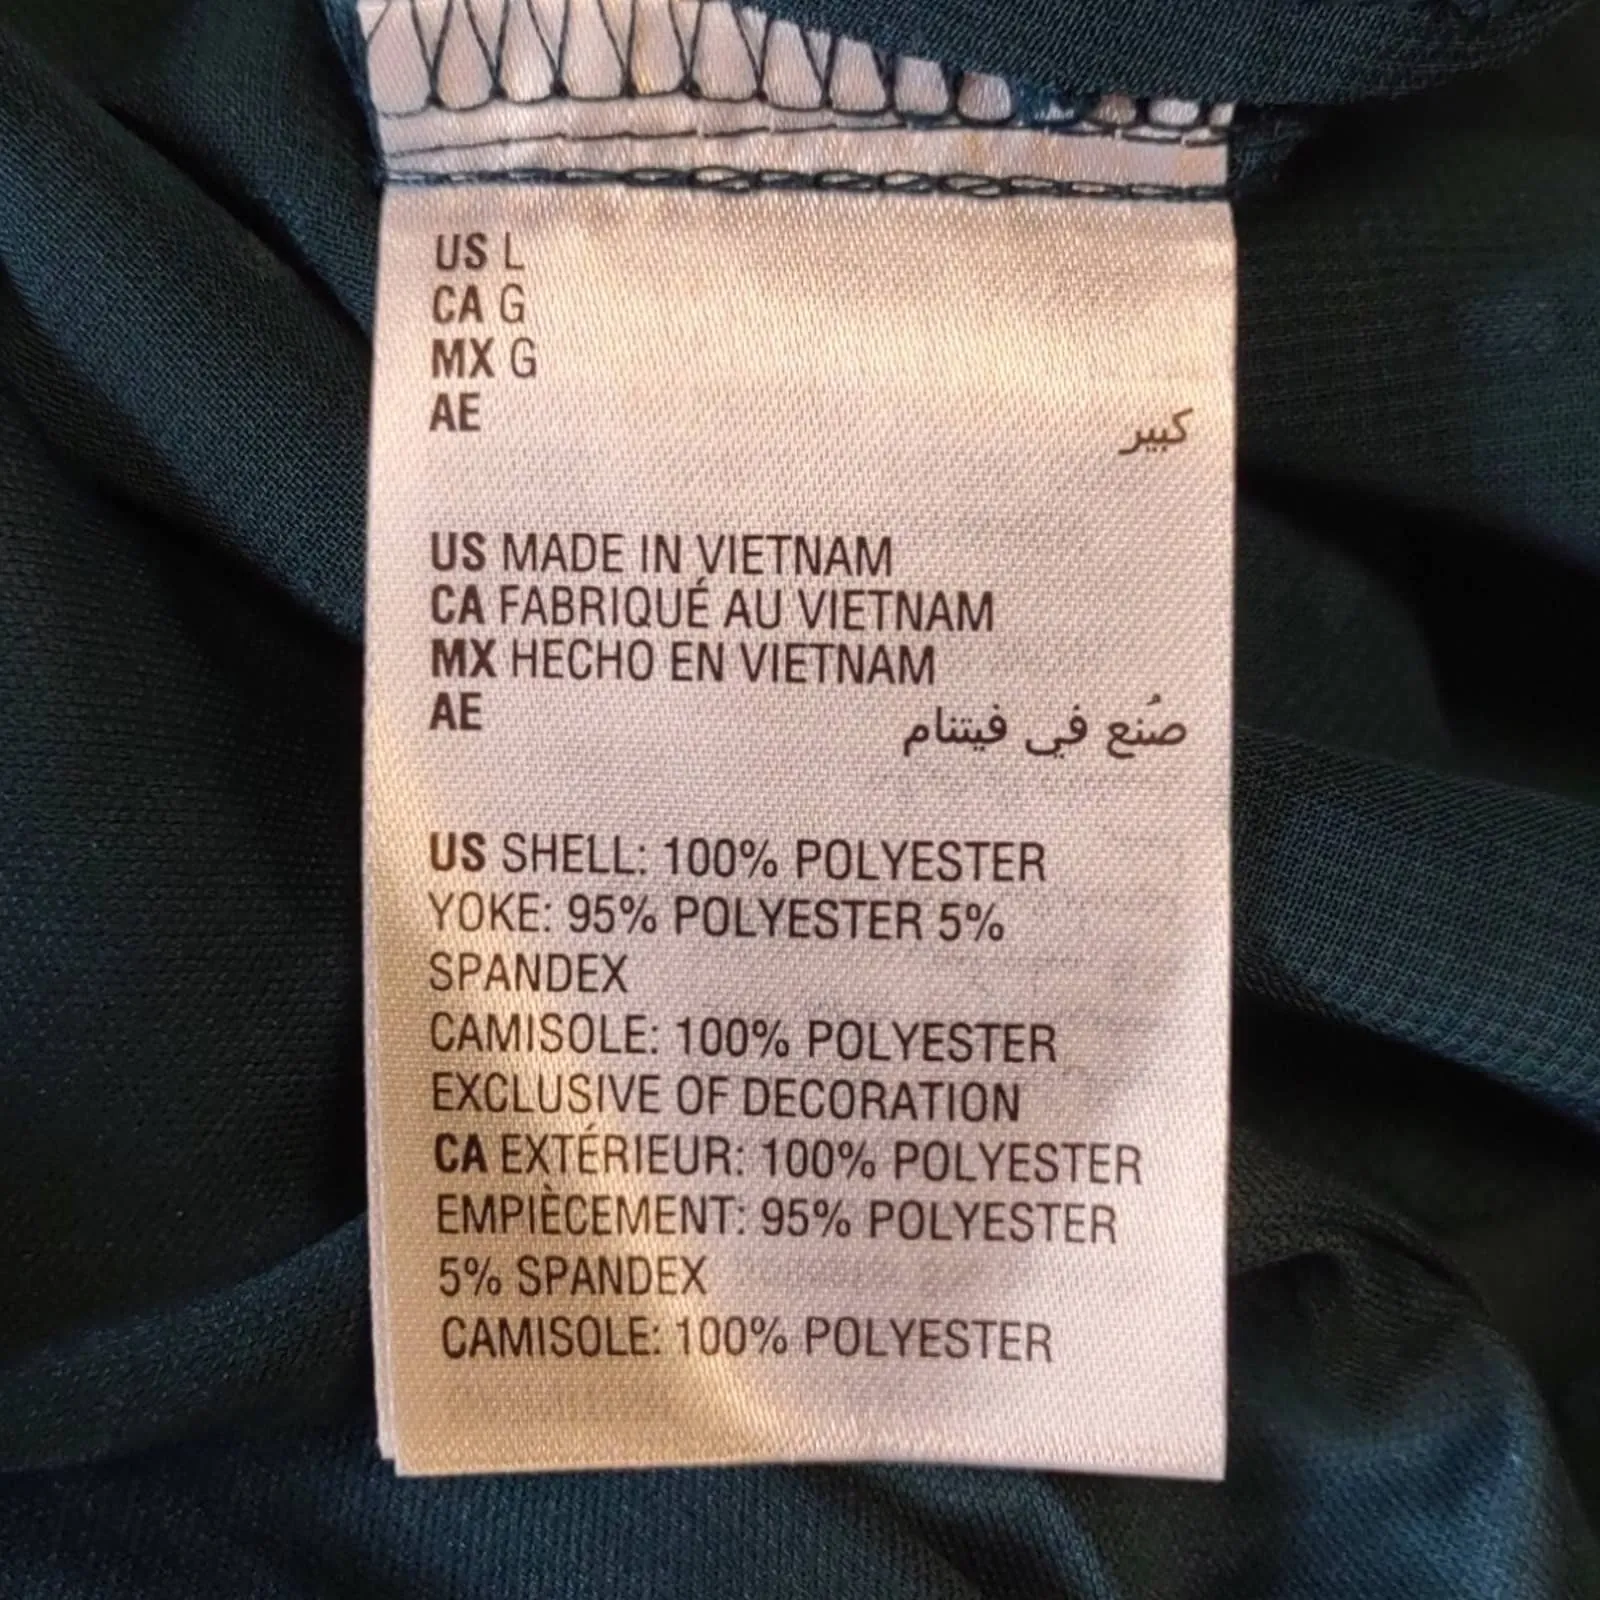 US L
CA G
MX G
AE كبير
US MADE IN VIETNAM
CA FABRIQUÉ AU VIETNAM
MX HECHO EN VIETNAM
AE صُنع في فيتنام
US SHELL: 100% POLYESTER
YOKE: 95% POLYESTER 5%
SPANDEX
CAMISOLE: 100% POLYESTER
EXCLUSIVE OF DECORATION
CA EXTÉRIEUR: 100% POLYESTER
EMPIÈCEMENT: 95% POLYESTER
5% SPANDEX
CAMISOLE: 100% POLYESTER